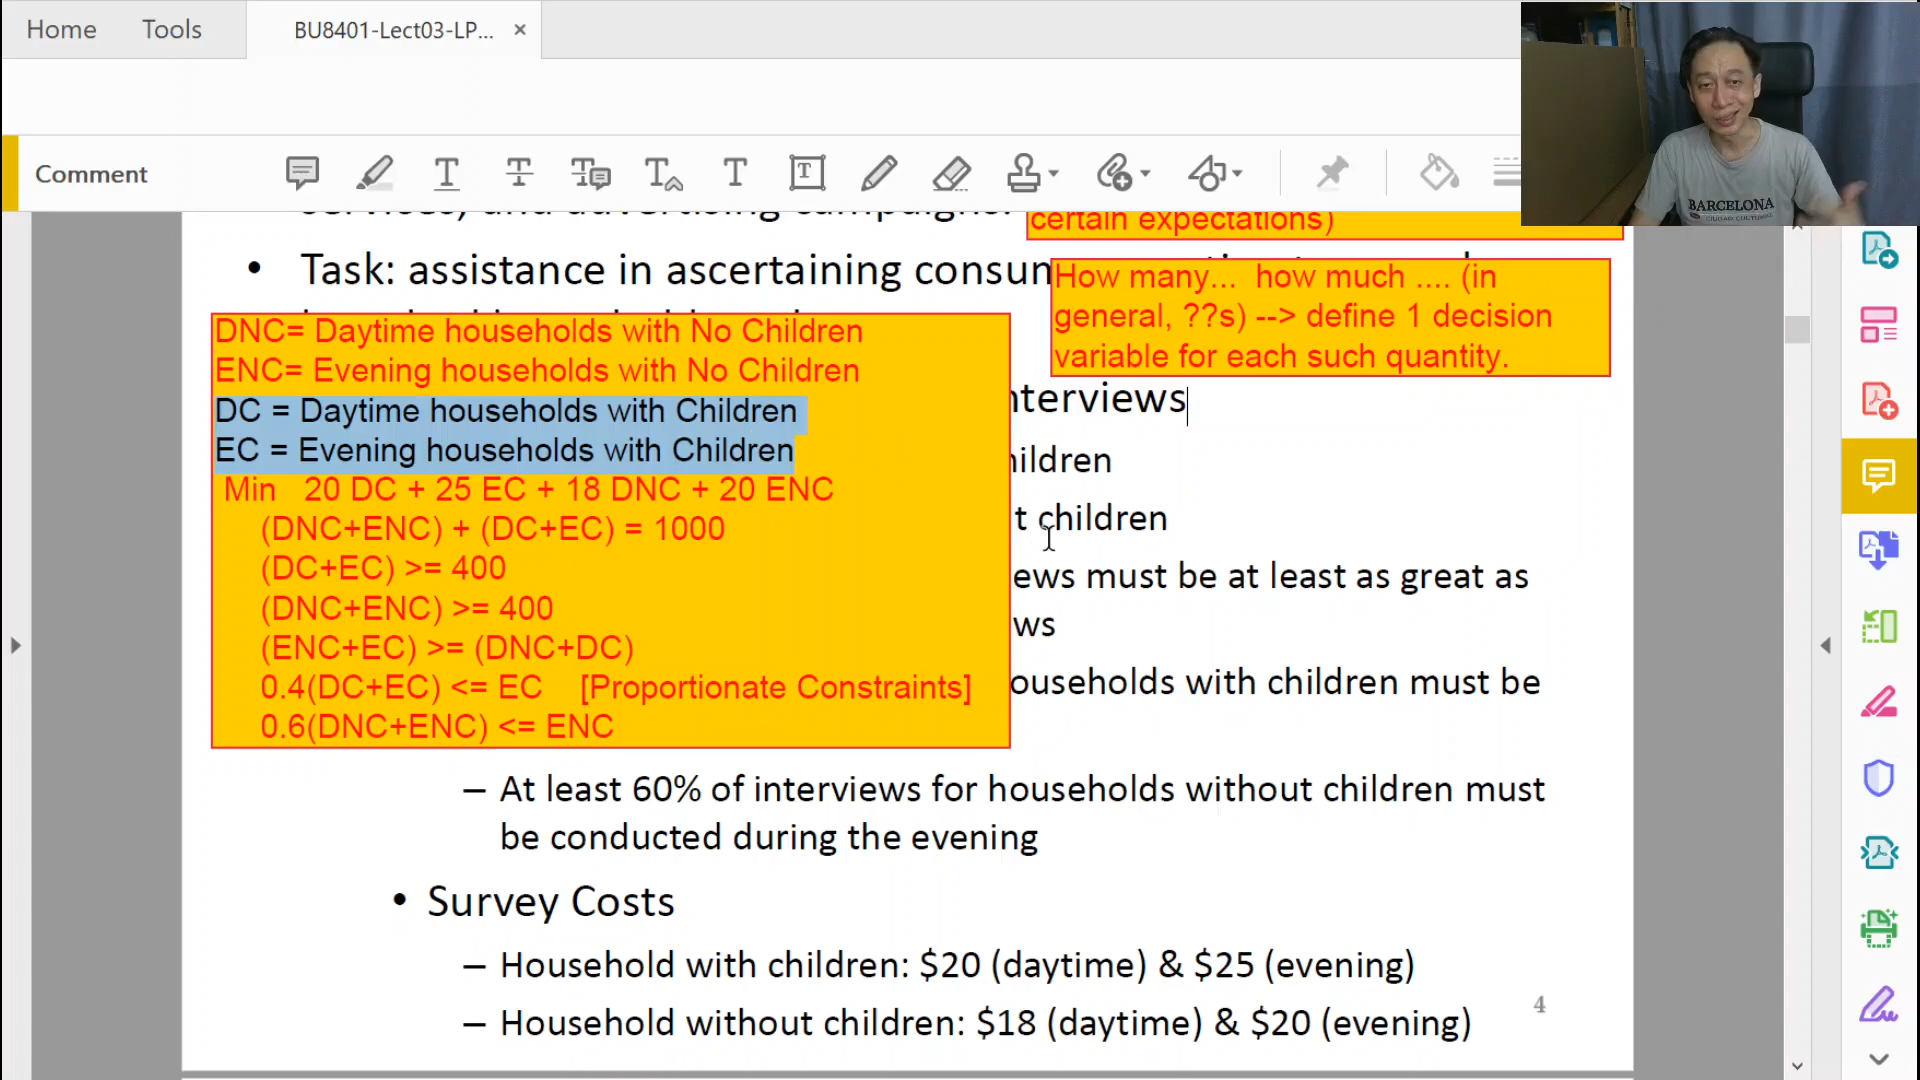 Home
Tools
BU8401-Lect03-LP...
Comment
BARCELONA
certain expectations)
• Task: assistance in ascertaining consum
How many... how much .... (in
general, ??s) --> define 1 decision
variable for each such quantity.
DNC= Daytime households with No Children
ENC= Evening households with No Children
DC = Daytime households with Children
EC = Evening households with Children
Min 20 DC + 25 EC + 18 DNC + 20 ENC
(DNC+ENC) + (DC+EC) = 1000
(DC+EC) >= 400
(DNC+ENC) >= 400
(ENC+EC) >= (DNC+DC)
0.4(DC+EC) <= EC [Proportionate Constraints]
0.6(DNC+ENC) <= ENC
nterviews
hildren
t children
ews must be at least as great as
ws
ouseholds with children must be
– At least 60% of interviews for households without children must
be conducted during the evening
• Survey Costs
– Household with children: $20 (daytime) & $25 (evening)
– Household without children: $18 (daytime) & $20 (evening)
4